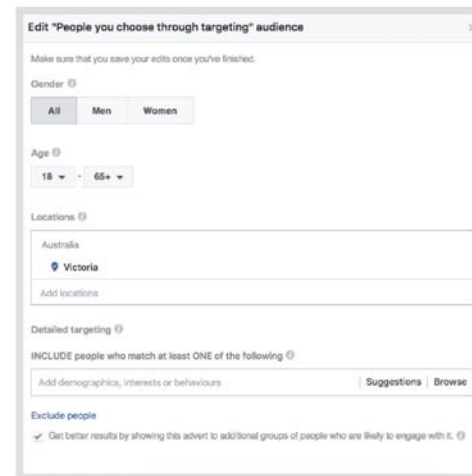 Edit "People you choose through targeting" audience
Make sure that you save your edits once you've finished.
Gender
All Men Women
Age
18 - 65+
Locations
Australia
Victoria
Add locations
Detailed targeting
INCLUDE people who match at least ONE of the following
Add demographics, interests or behaviours | Suggestions | Browse
Exclude people
Get better results by showing this advert to additional groups of people who are likely to engage with it.